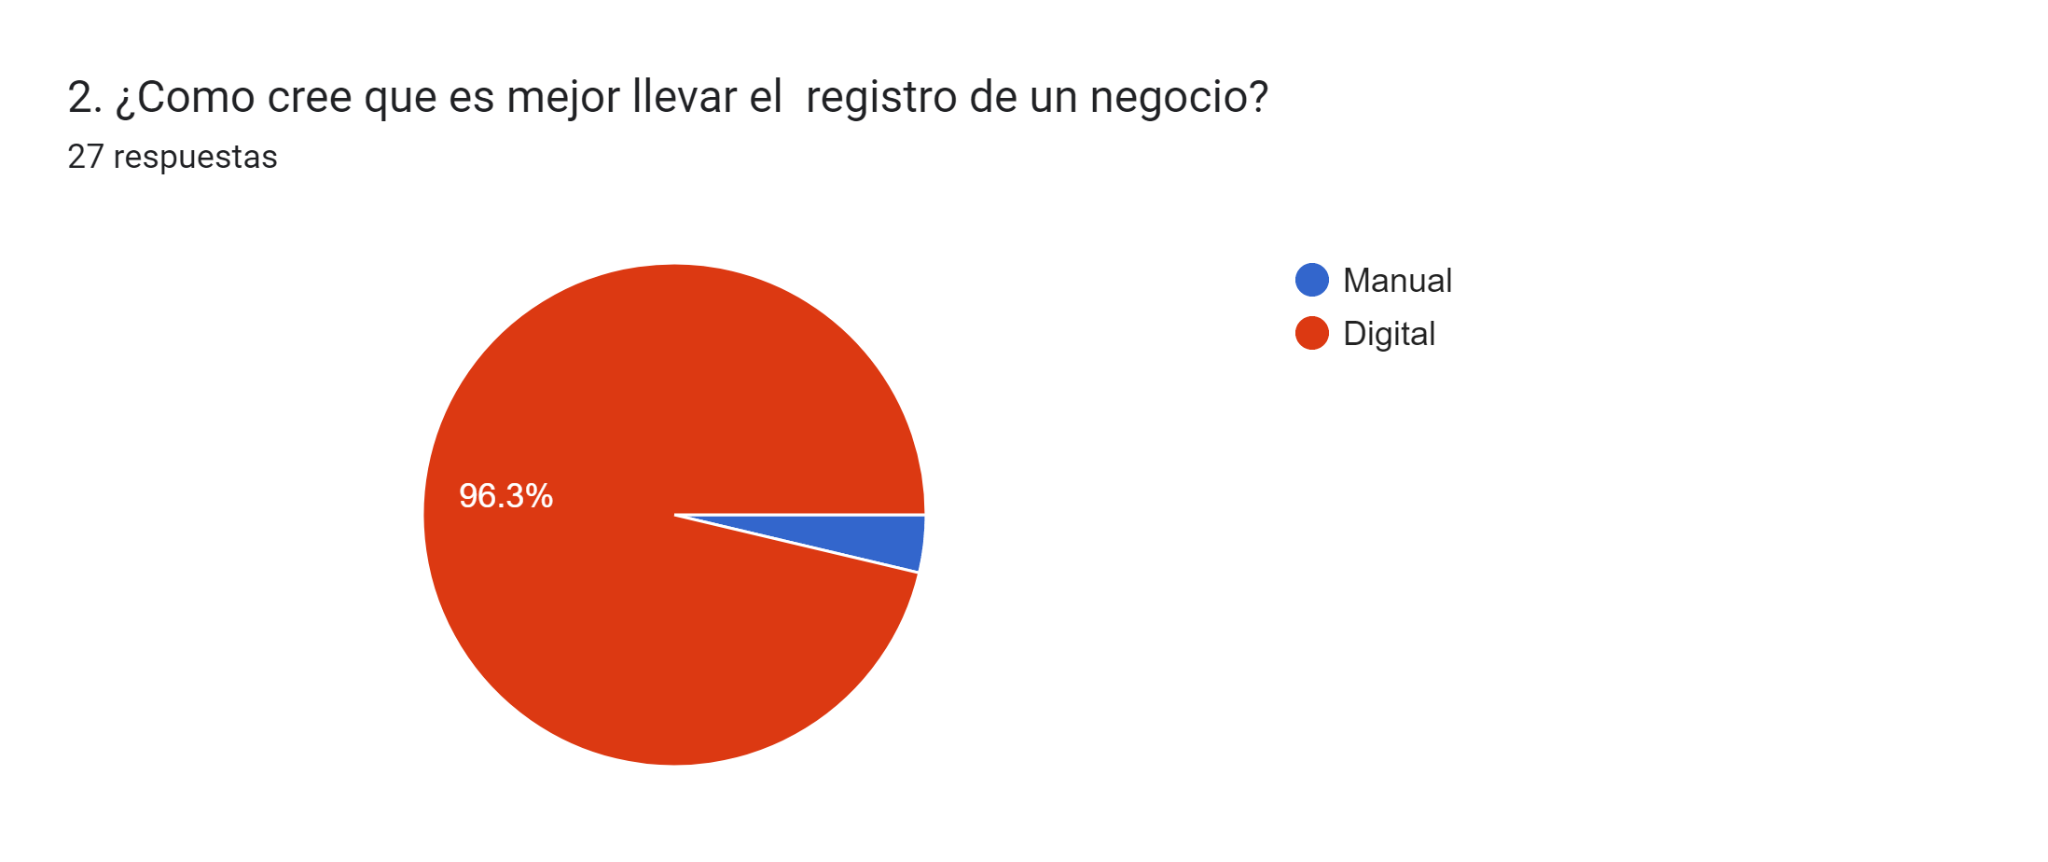 2. ¿Como cree que es mejor llevar el  registro de un negocio?
27 respuestas
Manual
Digital
96.3%